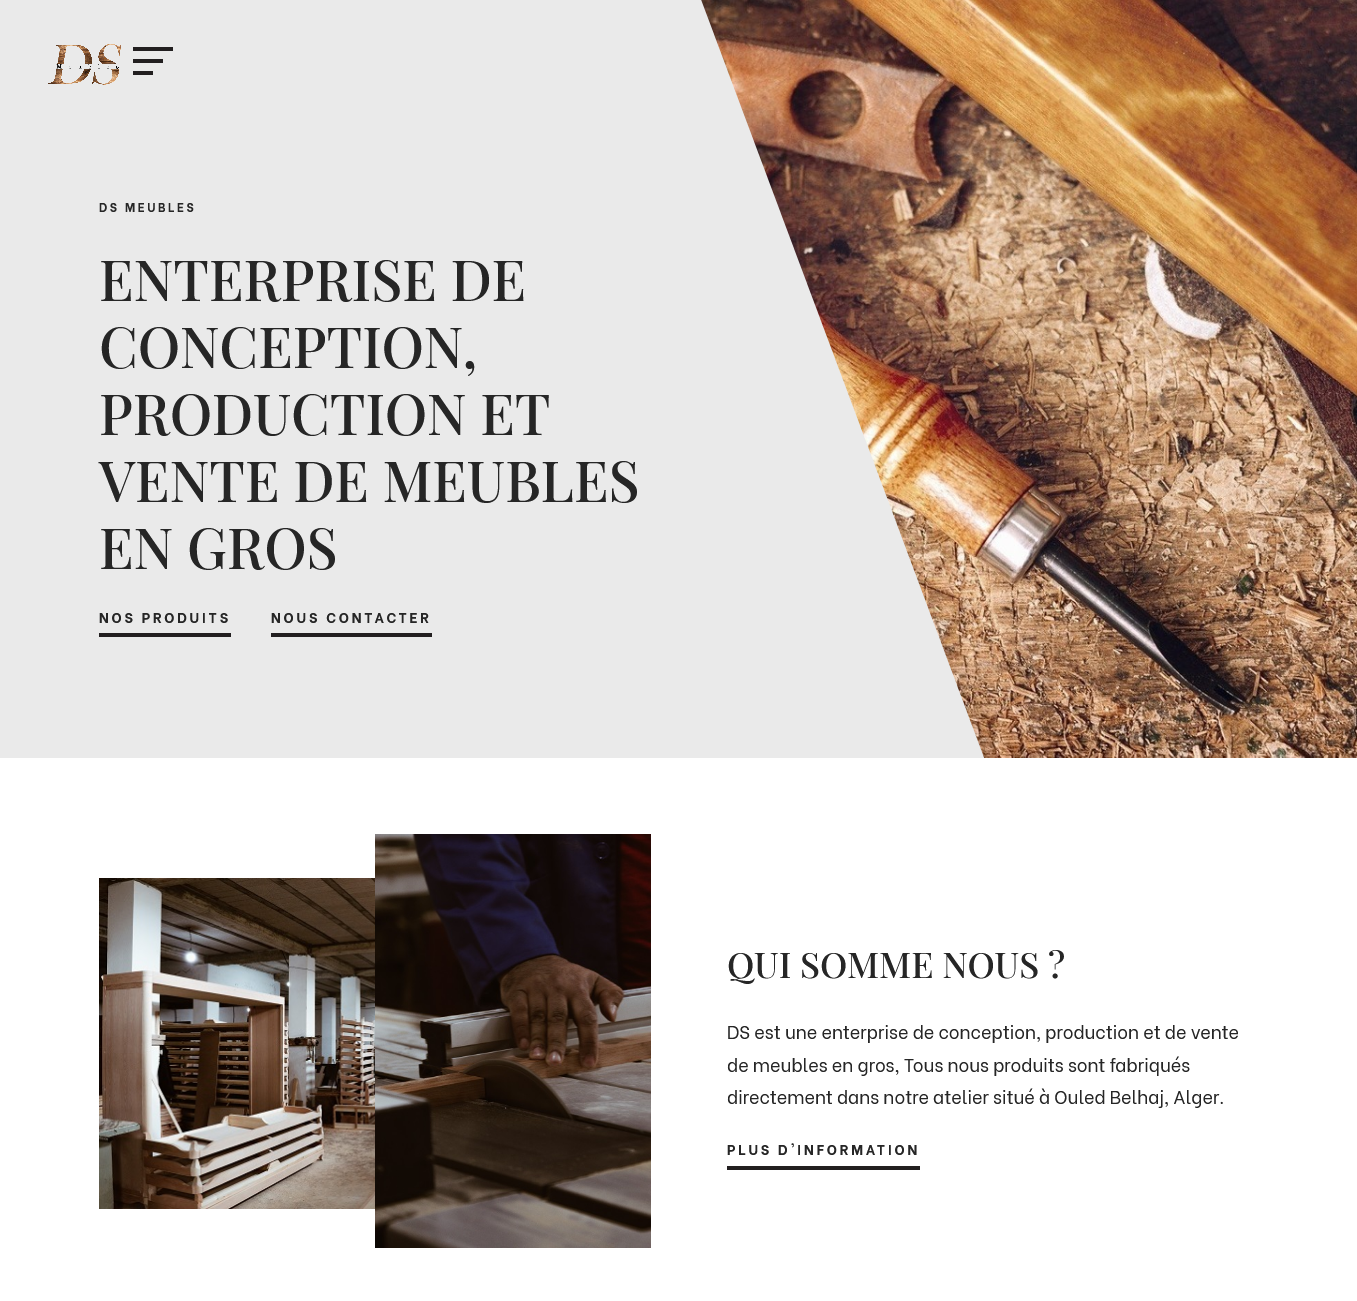 DS
DS MEUBLES
ENTERPRISE DE
CONCEPTION,
PRODUCTION ET
VENTE DE MEUBLES
EN GROS
NOS PRODUITS NOUS CONTACTER
QUI SOMME NOUS ?
DS est une enterprise de conception, production et de vente
de meubles en gros, Tous nous produits sont fabriqués
directement dans notre atelier situé à Ouled Belhaj, Alger.
PLUS D'INFORMATION